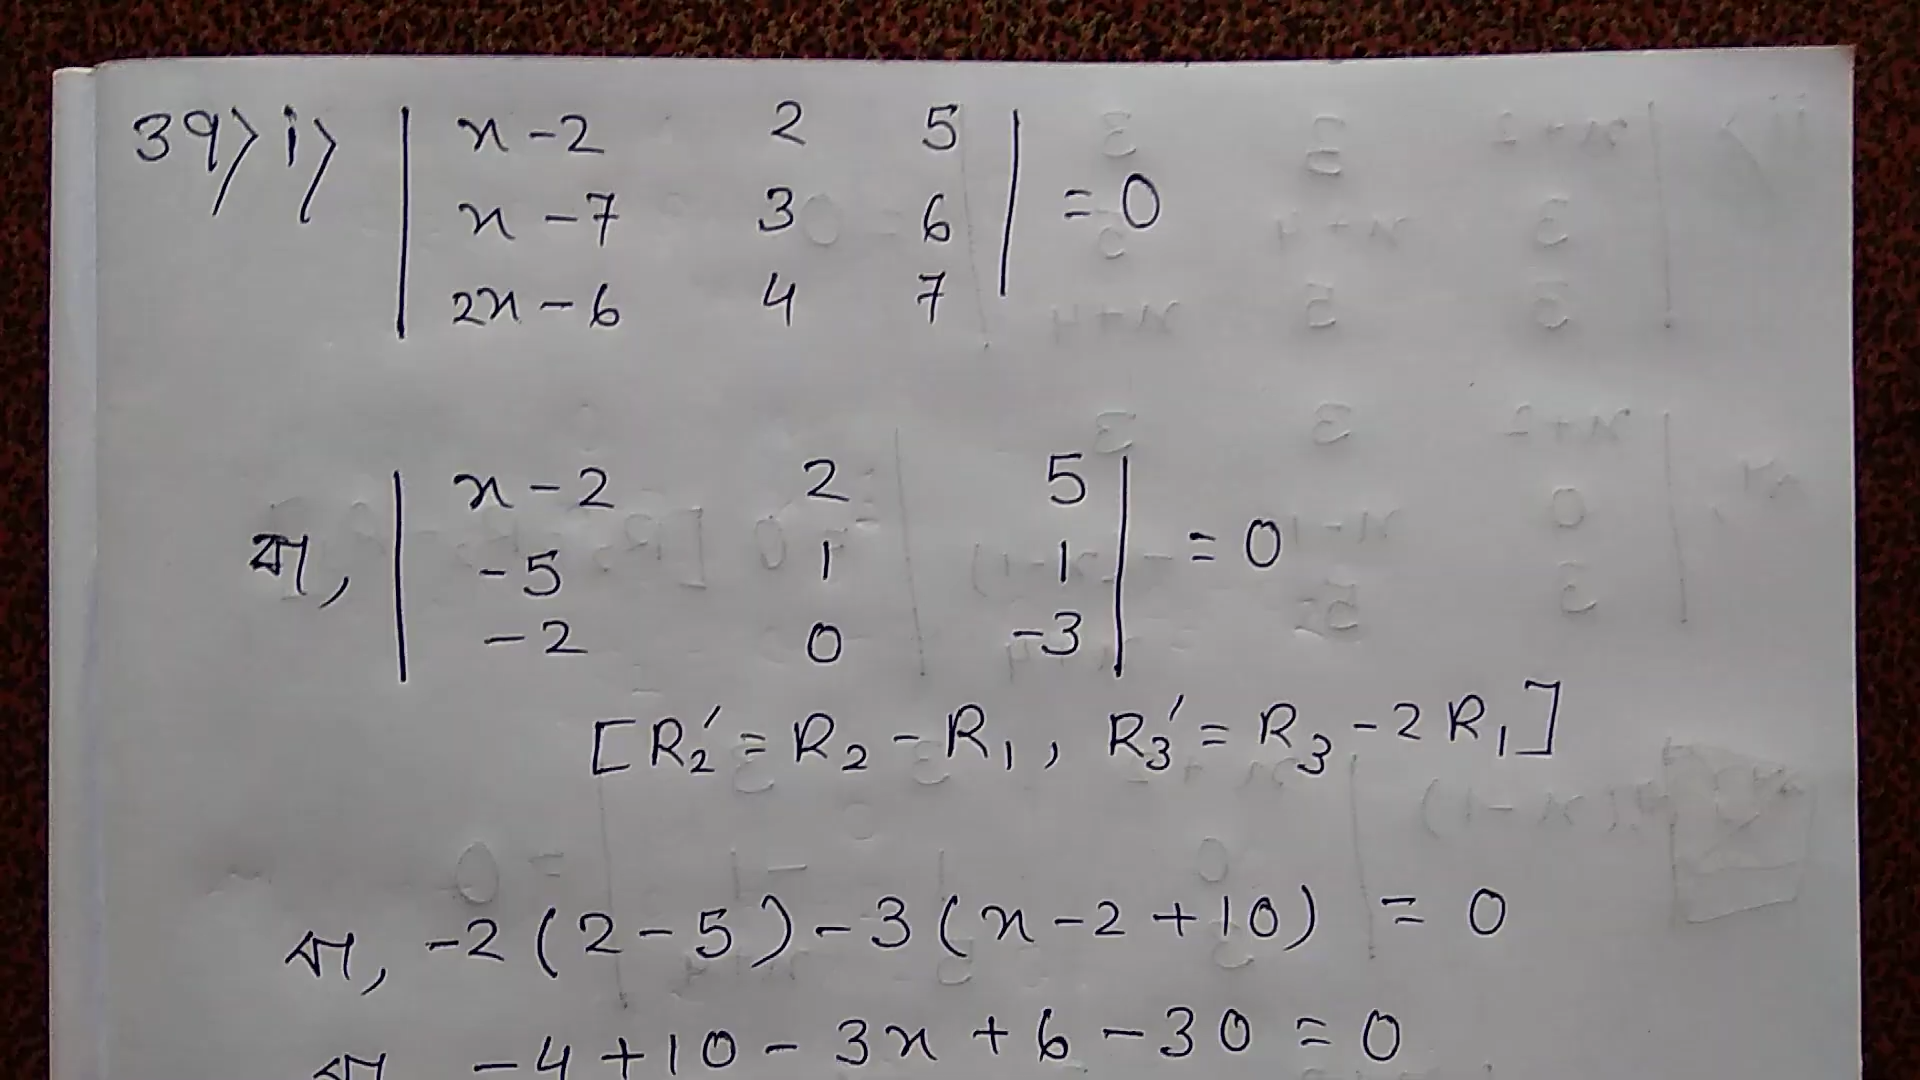 39) i) | x - 2 2 5 |
| x - 7 3 6 | = 0
| 2x - 6 4 7 |
| x - 2 2 5 |
বা, | -5 1 1 | = 0
| -2 0 -3 |
[R₂′ = R₂ - R₁, R₃′ = R₃ - 2R₁]
বা, -2(2 - 5) - 3(x - 2 + 10) = 0
বা -4 + 10 - 3x + 6 - 30 = 0